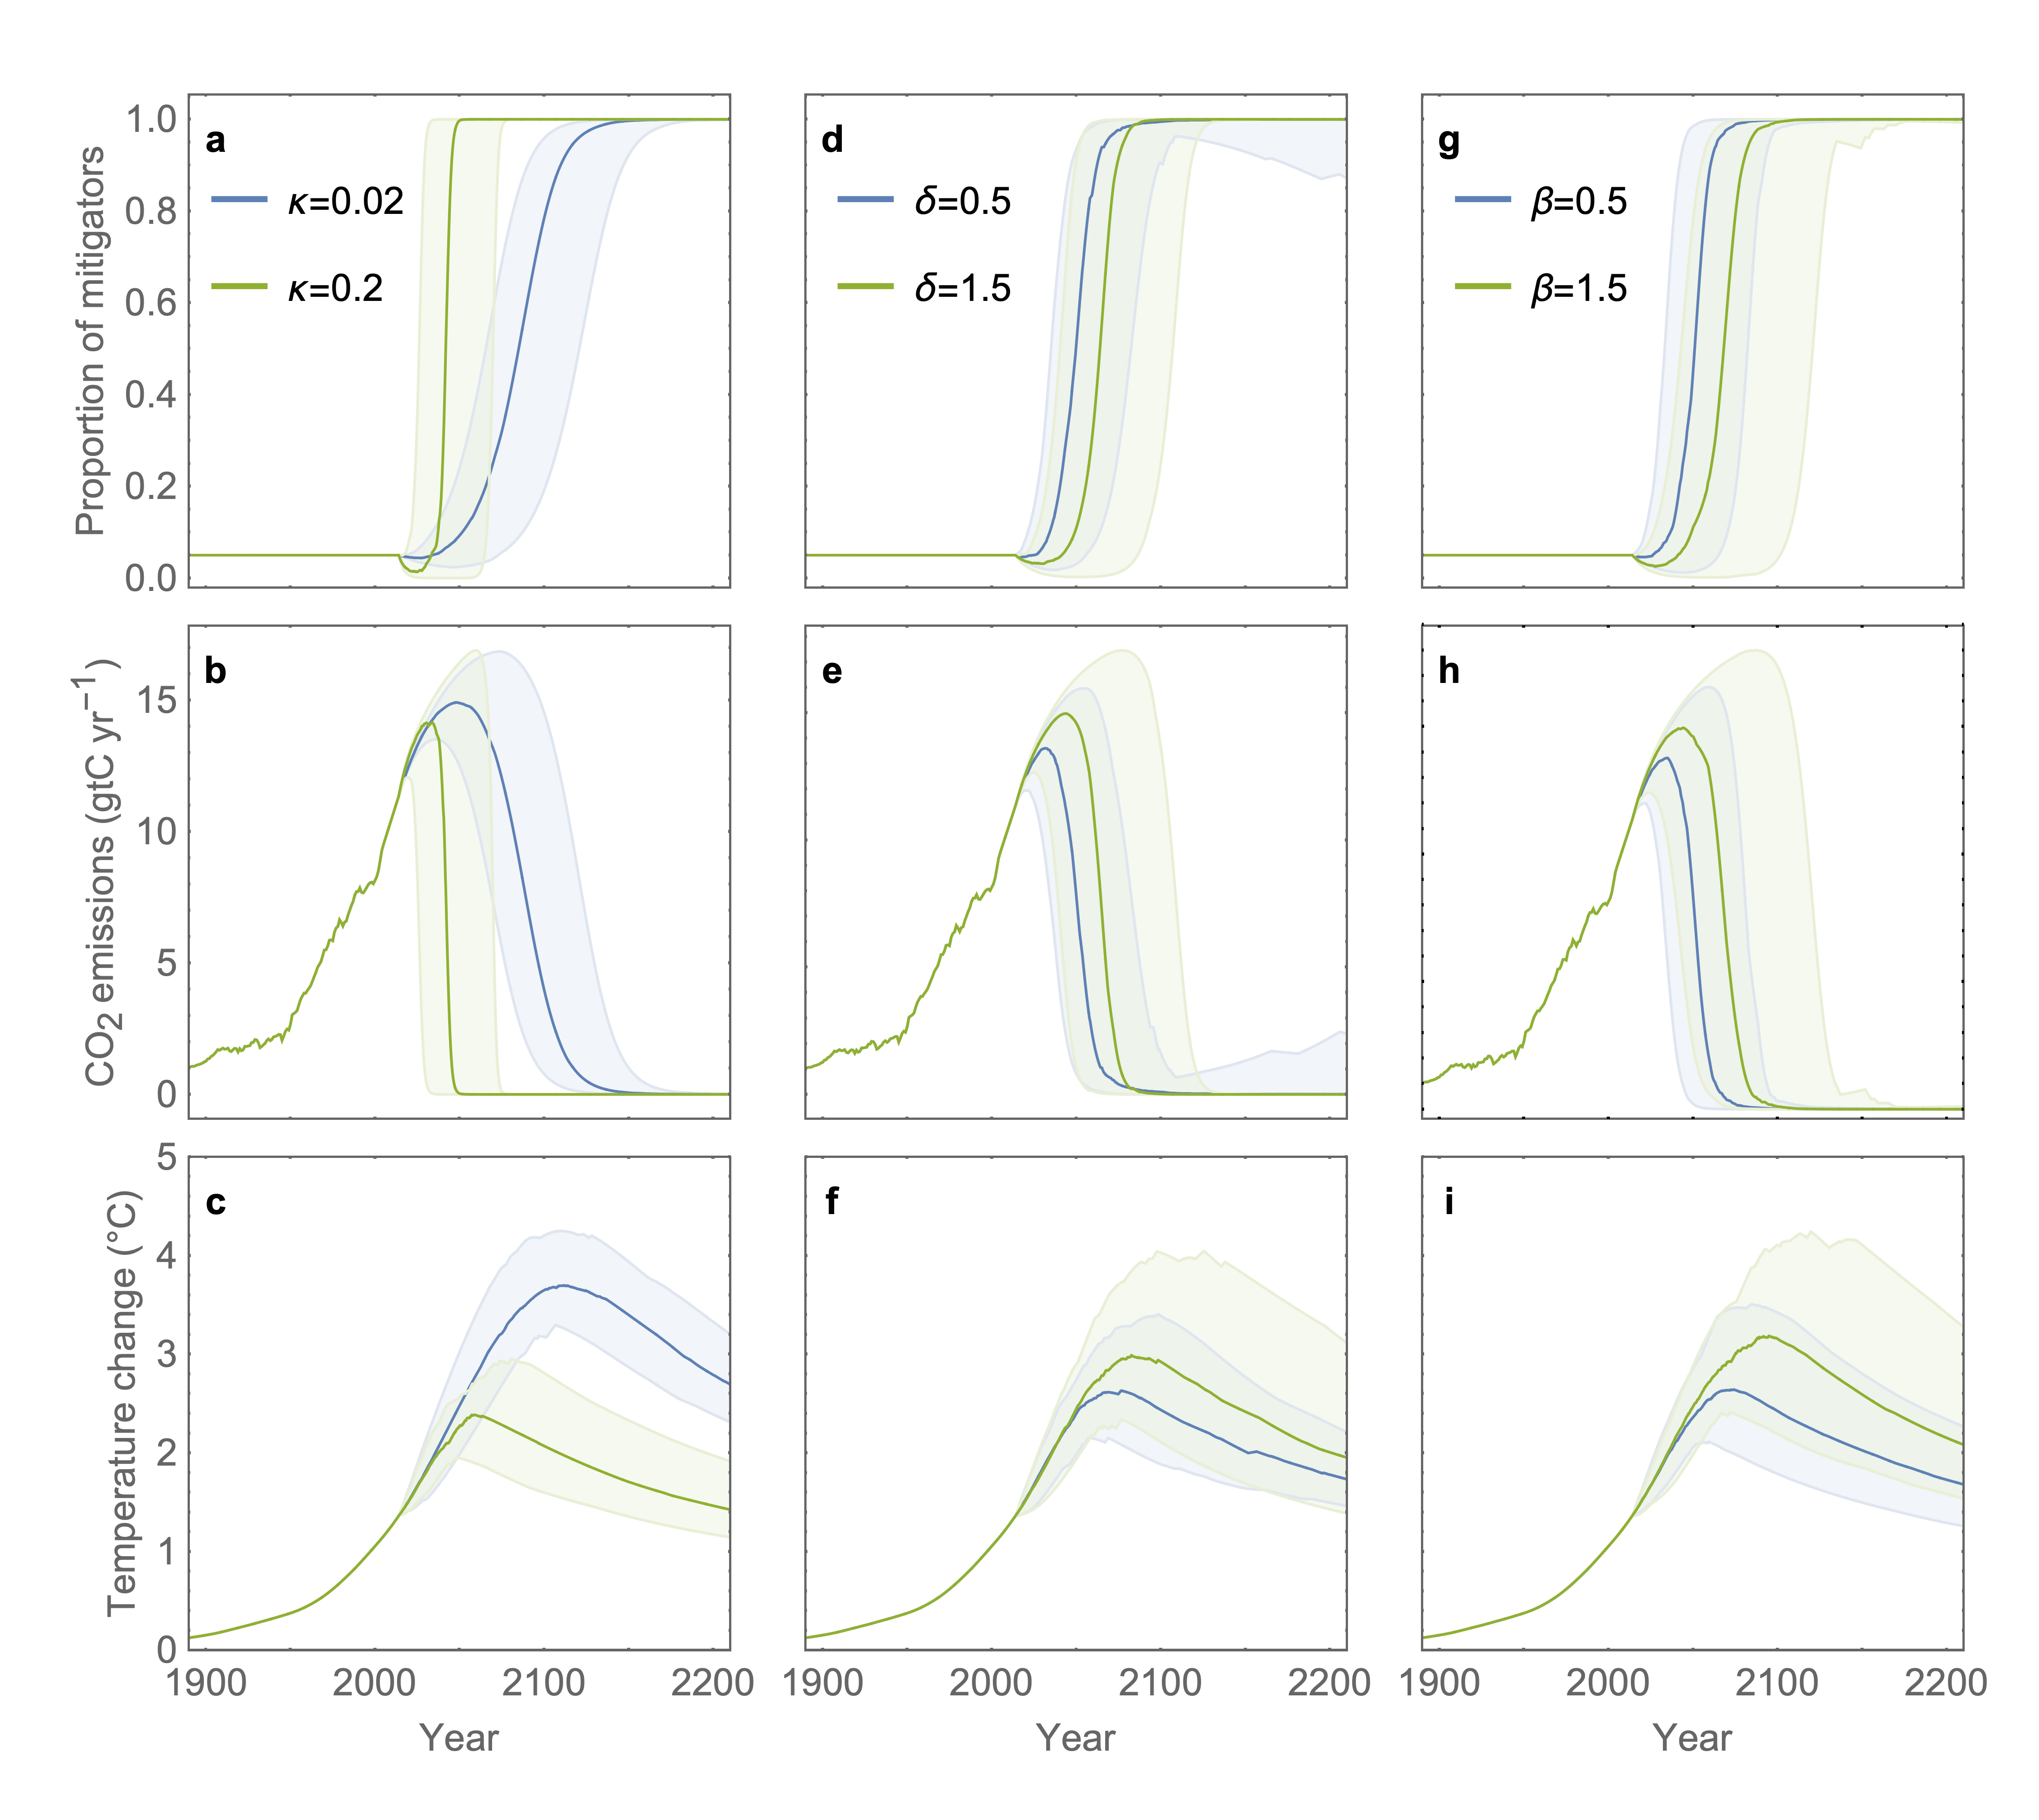 a
d
g
κ=0.02
δ=0.5
β=0.5
κ=0.2
δ=1.5
β=1.5
Proportion of mitigators
1.0
0.8
0.6
0.4
0.2
0.0
b
e
h
CO2 emissions (gtC yr−1)
15
10
5
0
c
f
i
Temperature change (°C)
5
4
3
2
1
0
1900 2000 2100 2200
1900 2000 2100 2200
1900 2000 2100 2200
Year
Year
Year